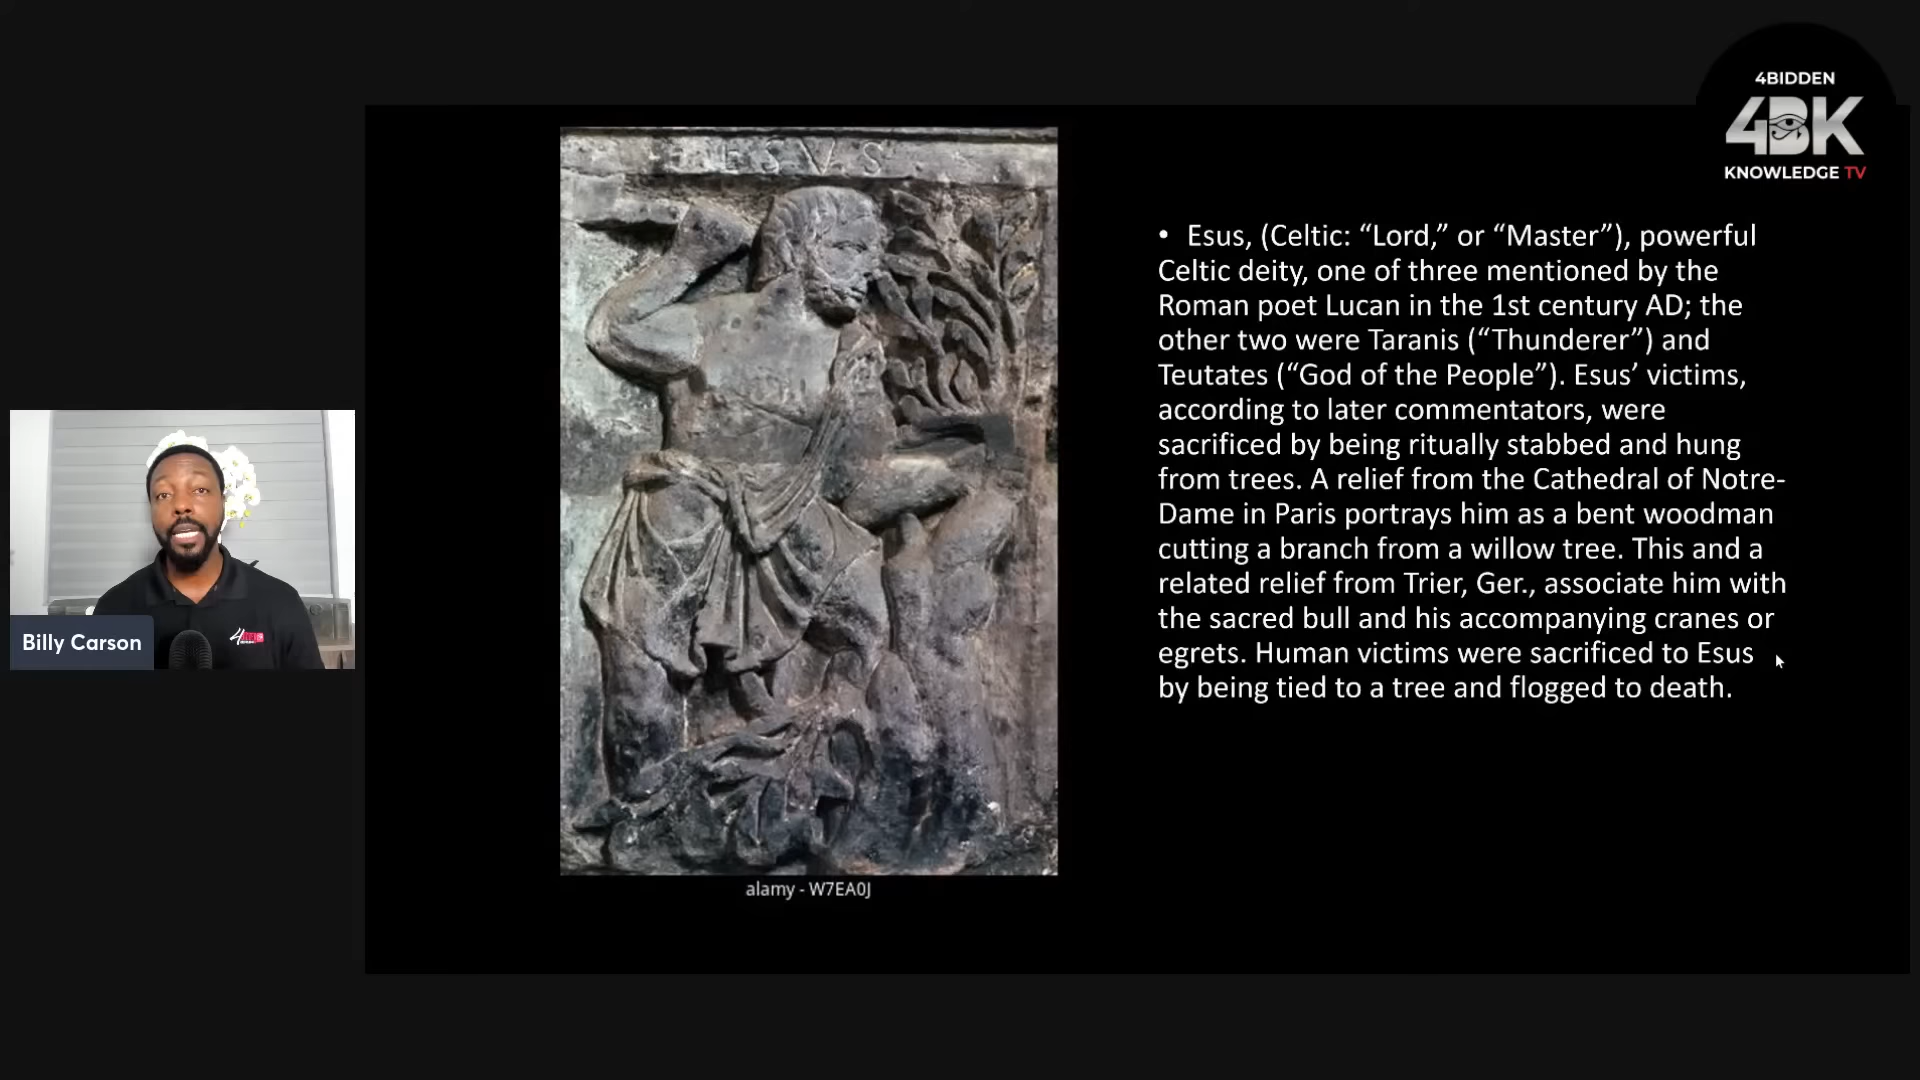 4BIDDEN
4BK
KNOWLEDGE TV
ESVS
• Esus, (Celtic: “Lord,” or “Master”), powerful
Celtic deity, one of three mentioned by the
Roman poet Lucan in the 1st century AD; the
other two were Taranis (“Thunderer”) and
Teutates (“God of the People”). Esus’ victims,
according to later commentators, were
sacrificed by being ritually stabbed and hung
from trees. A relief from the Cathedral of Notre-
Dame in Paris portrays him as a bent woodman
cutting a branch from a willow tree. This and a
related relief from Trier, Ger., associate him with
the sacred bull and his accompanying cranes or
egrets. Human victims were sacrificed to Esus
by being tied to a tree and flogged to death.
Billy Carson
alamy - W7EA0J